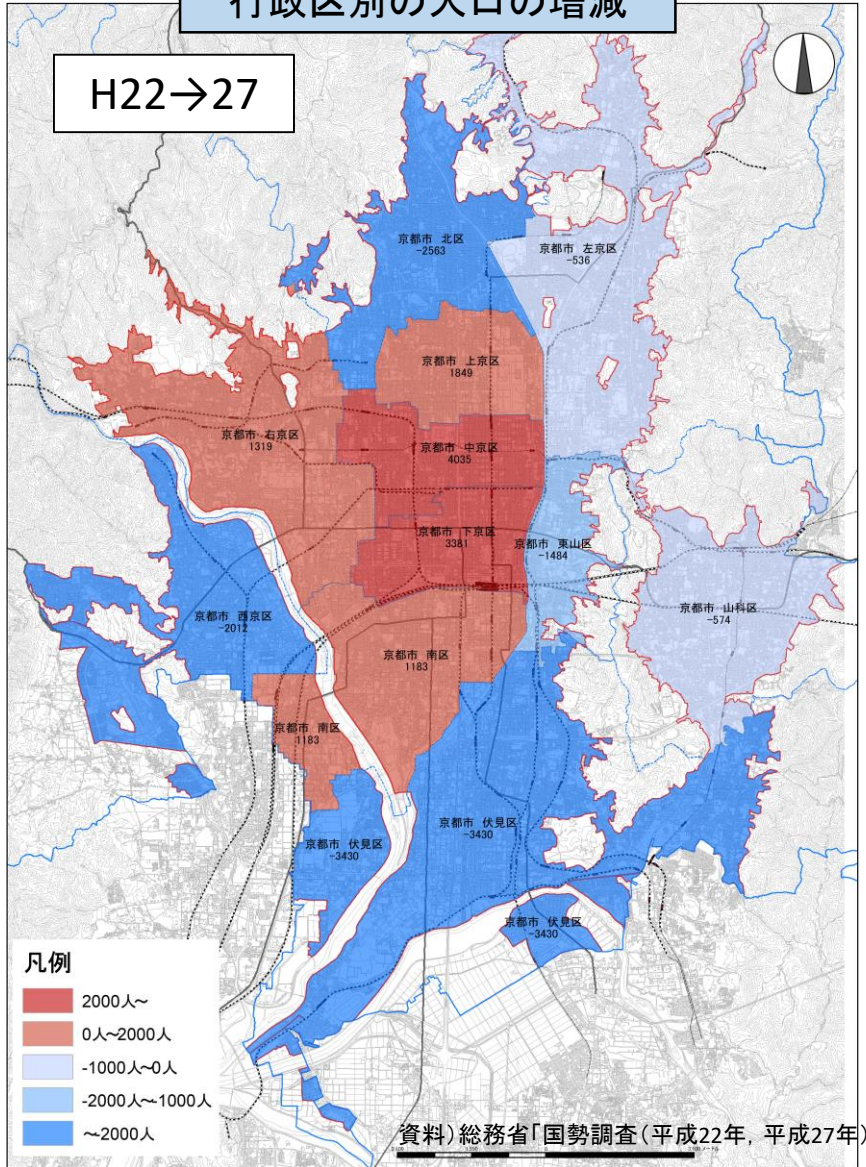 行政区別の人口の増減
H22→27
京都市 北区
-2563
京都市 左京区
-536
京都市 上京区
1849
京都市 右京区
1319
京都市 中京区
4035
京都市 下京区
3381
京都市 東山区
-1484
京都市 西京区
-2012
京都市 山科区
-574
京都市 南区
1183
京都市 南区
1183
京都市 伏見区
-3430
京都市 伏見区
-3430
京都市 伏見区
-3430
凡例
2000人～
0人～2000人
-1000人～0人
-2000人～-1000人
～-2000人
資料）総務省「国勢調査（平成22年，平成27年）